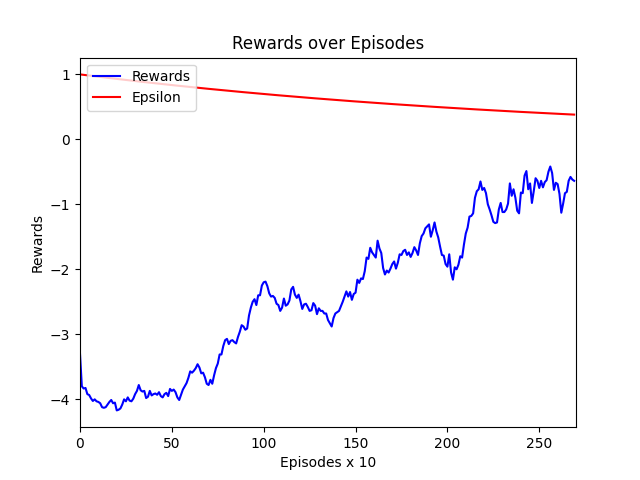 Rewards over Episodes
Rewards
Epsilon
1
0
−1
−2
−3
−4
Rewards
0 50 100 150 200 250
Episodes x 10